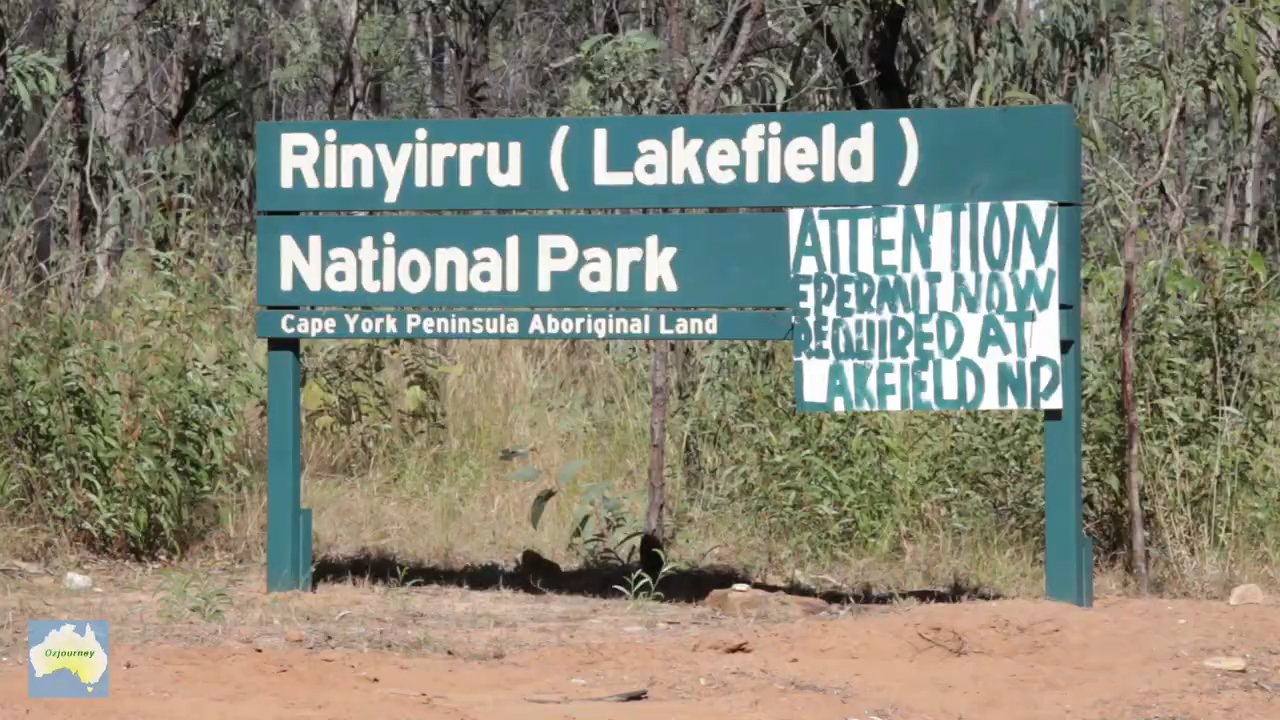 Rinyirru ( Lakefield )
National Park
Cape York Peninsula Aboriginal Land
ATTENTION
EPERMIT NOW
REQUIRED AT
LAKFIELD NP
Ozjourney